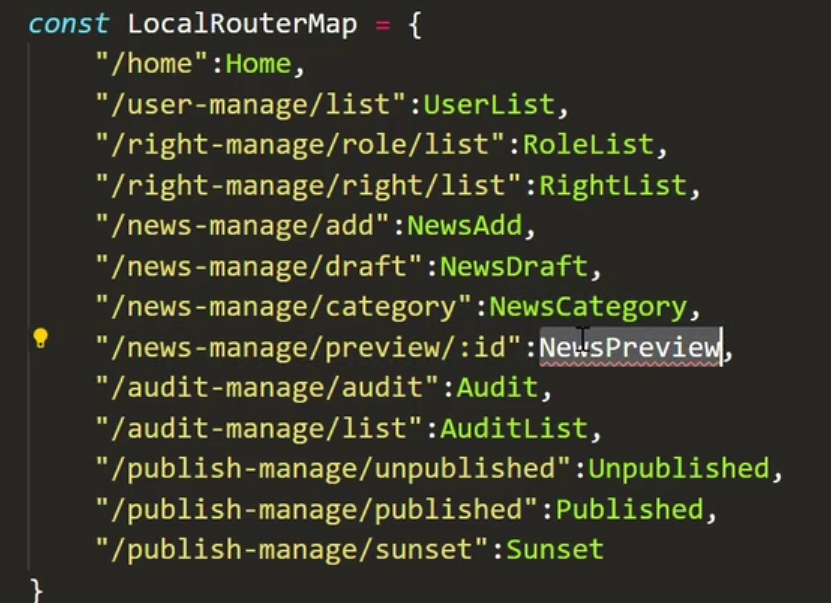 const LocalRouterMap = {
"/home":Home,
"/user-manage/list":UserList,
"/right-manage/role/list":RoleList,
"/right-manage/right/list":RightList,
"/news-manage/add":NewsAdd,
"/news-manage/draft":NewsDraft,
"/news-manage/category":NewsCategory,
"/news-manage/preview/:id":NewsPreview,
"/audit-manage/audit":Audit,
"/audit-manage/list":AuditList,
"/publish-manage/unpublished":Unpublished,
"/publish-manage/published":Published,
"/publish-manage/sunset":Sunset
}